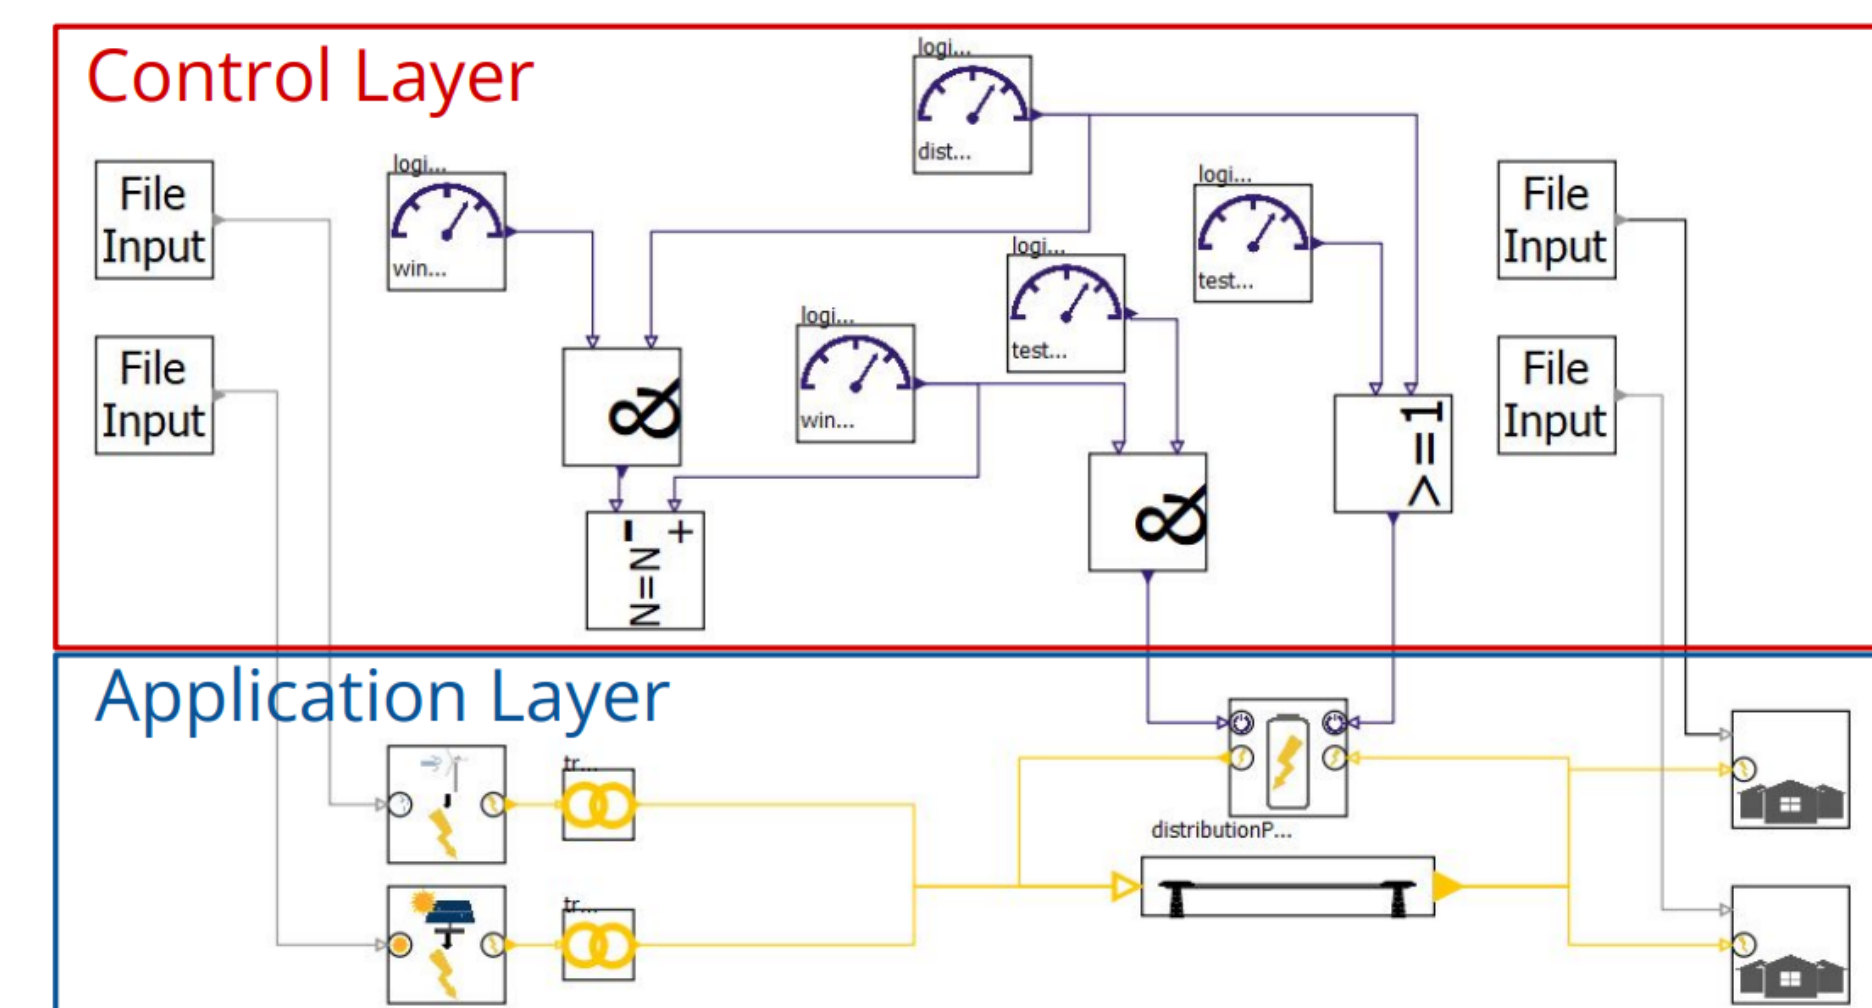 Control Layer
logi...
dist...
File
Input
logi...
win...
logi...
test...
File
Input
logi...
test...
logi...
win...
File
Input
&
>=1
File
Input
&
- +
N=N
Application Layer
tr...
distributionP...
tr...